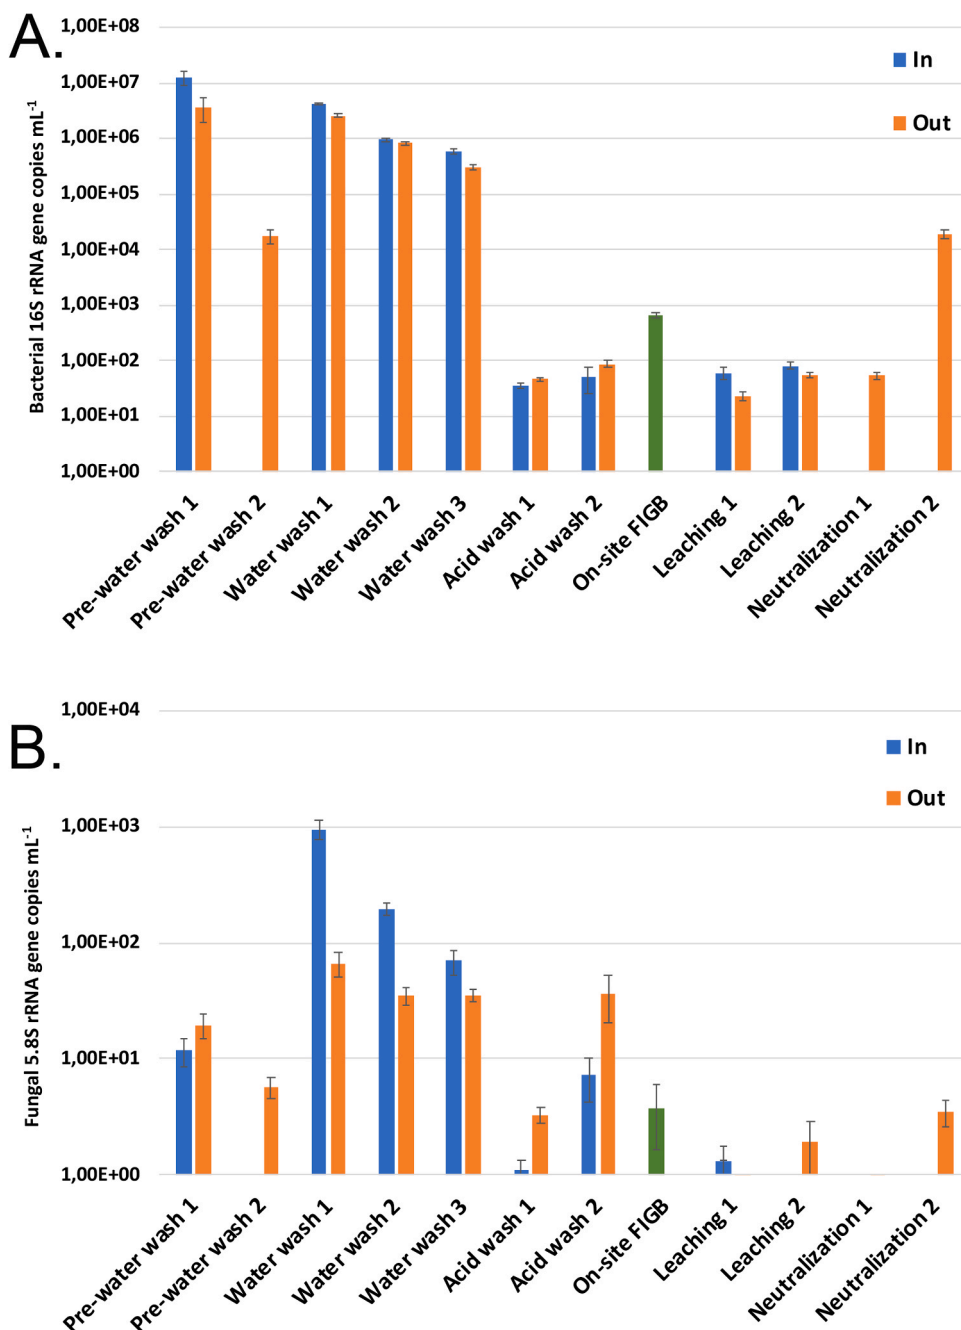 A.
Bacterial 16S rRNA gene copies mL-1
1,00E+08
1,00E+07
1,00E+06
1,00E+05
1,00E+04
1,00E+03
1,00E+02
1,00E+01
1,00E+00
In
Out
Pre-water wash 1
Pre-water wash 2
Water wash 1
Water wash 2
Water wash 3
Acid wash 1
Acid wash 2
On-site FIGB
Leaching 1
Leaching 2
Neutralization 1
Neutralization 2
B.
Fungal 5.8S rRNA gene copies mL-1
1,00E+04
1,00E+03
1,00E+02
1,00E+01
1,00E+00
In
Out
Pre-water wash 1
Pre-water wash 2
Water wash 1
Water wash 2
Water wash 3
Acid wash 1
Acid wash 2
On-site FIGB
Leaching 1
Leaching 2
Neutralization 1
Neutralization 2